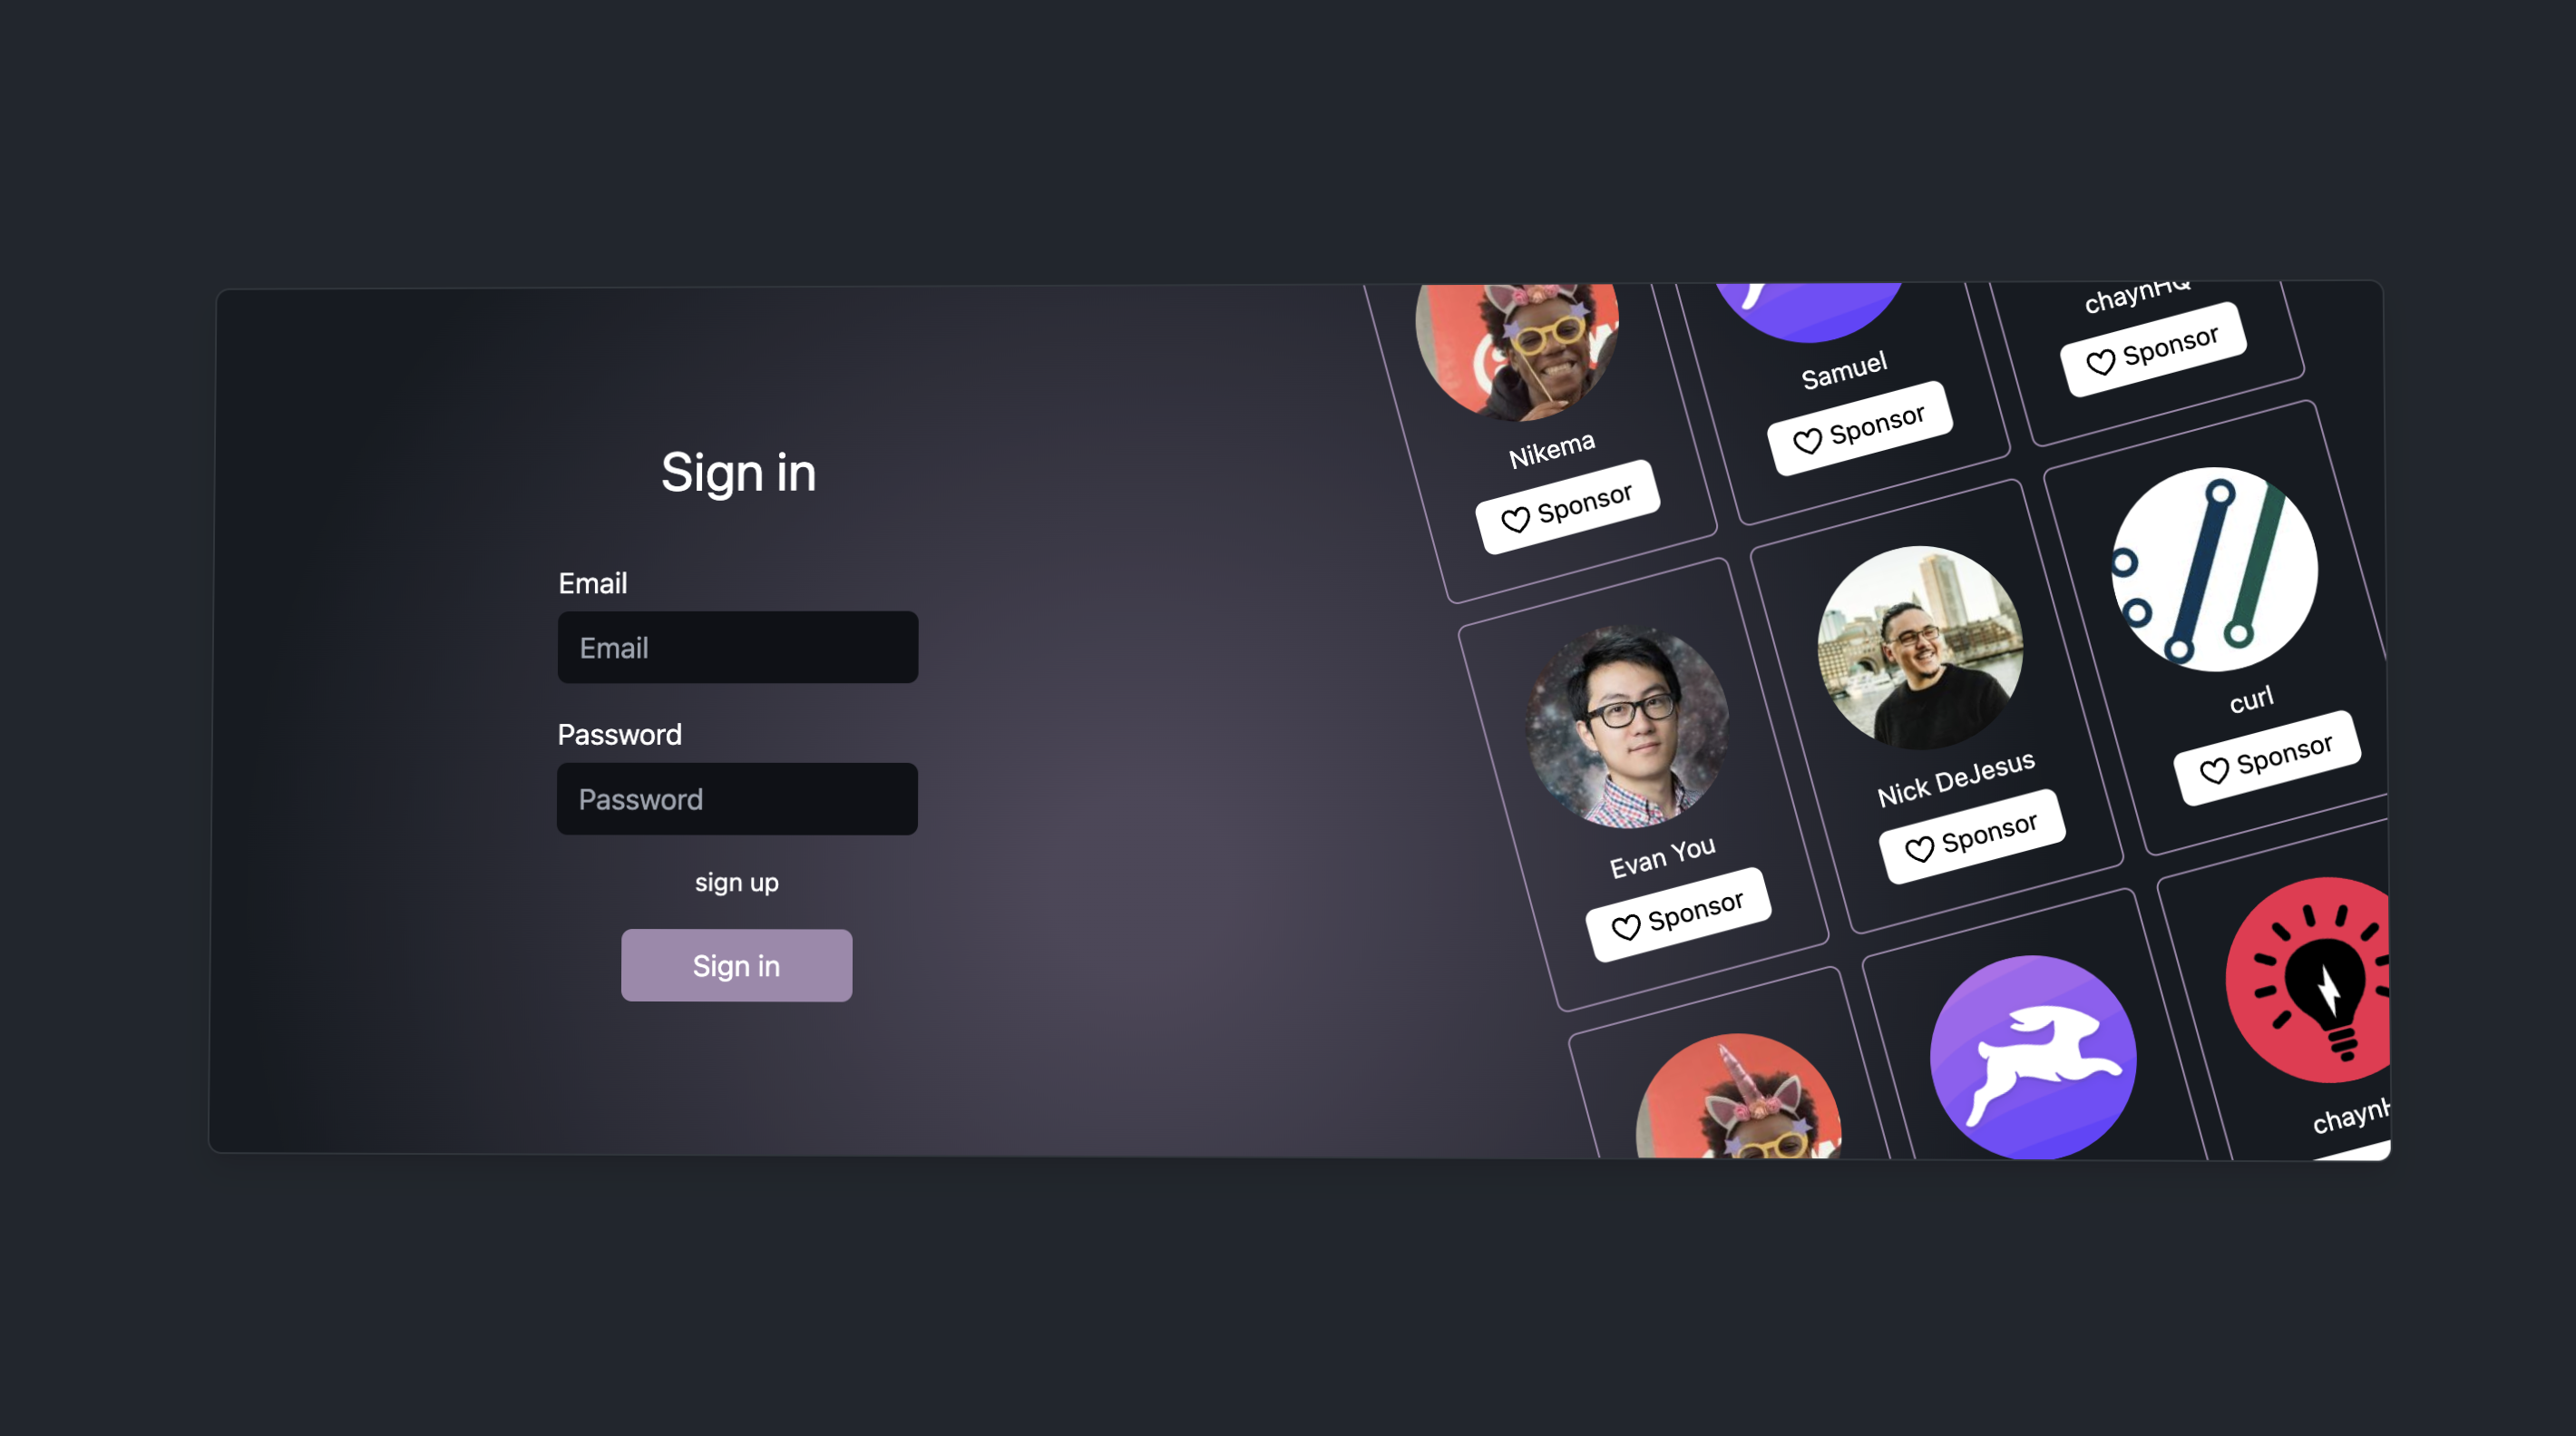 Sign in
Email
Email
Password
Password
sign up
Sign in
Nikema
Sponsor
Samuel
Sponsor
chaynHQ
Sponsor
Evan You
Sponsor
Nick DeJesus
Sponsor
curl
Sponsor
chaynH